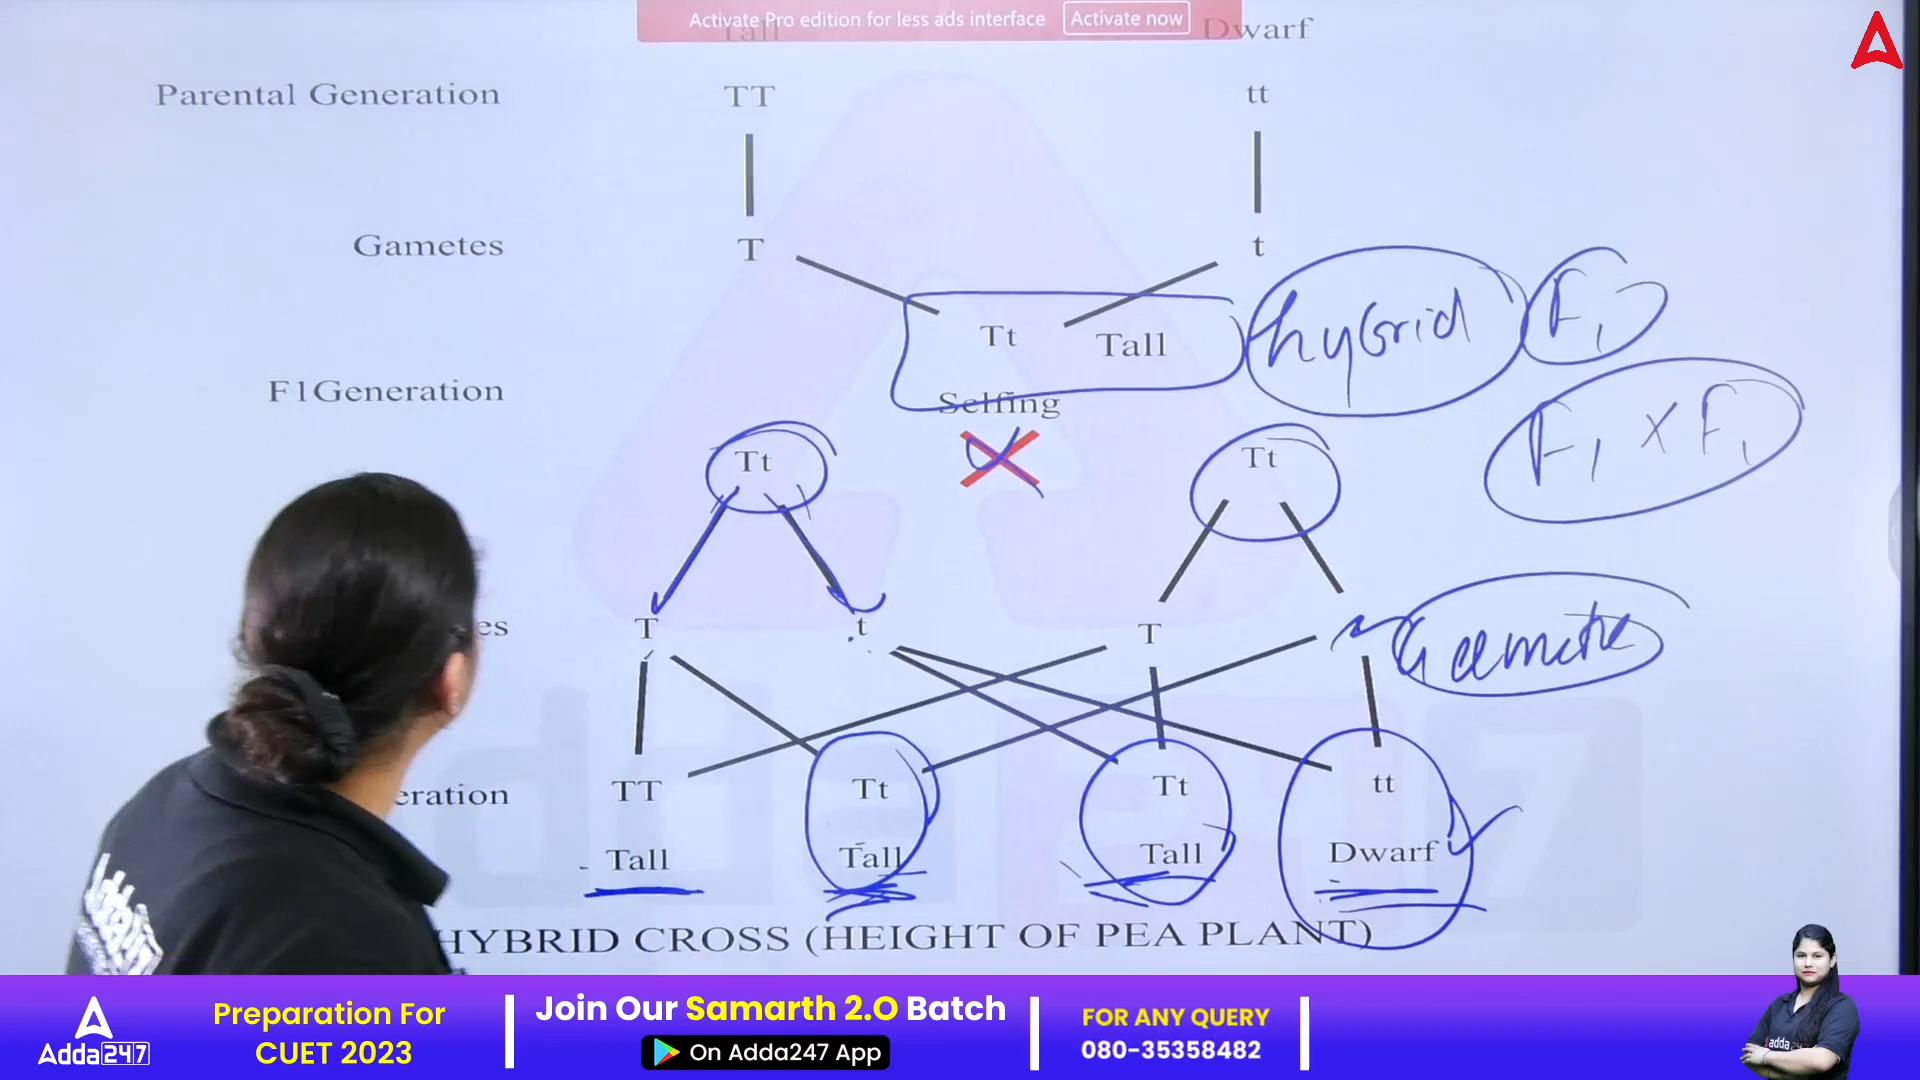 Activate Pro edition for less ads interface Activate now
Tall Dwarf
Parental Generation TT tt
Gametes T t
Tt Tall hybrid F1
F1Generation
Selfing
F1 X F1
Tt Tt
es T t T Gamete
eration TT Tt Tt tt
Tall Tall Tall Dwarf
HYBRID CROSS (HEIGHT OF PEA PLANT)
Adda247
Preparation For
CUET 2023
Join Our Samarth 2.O Batch
On Adda247 App
FOR ANY QUERY
080-35358482